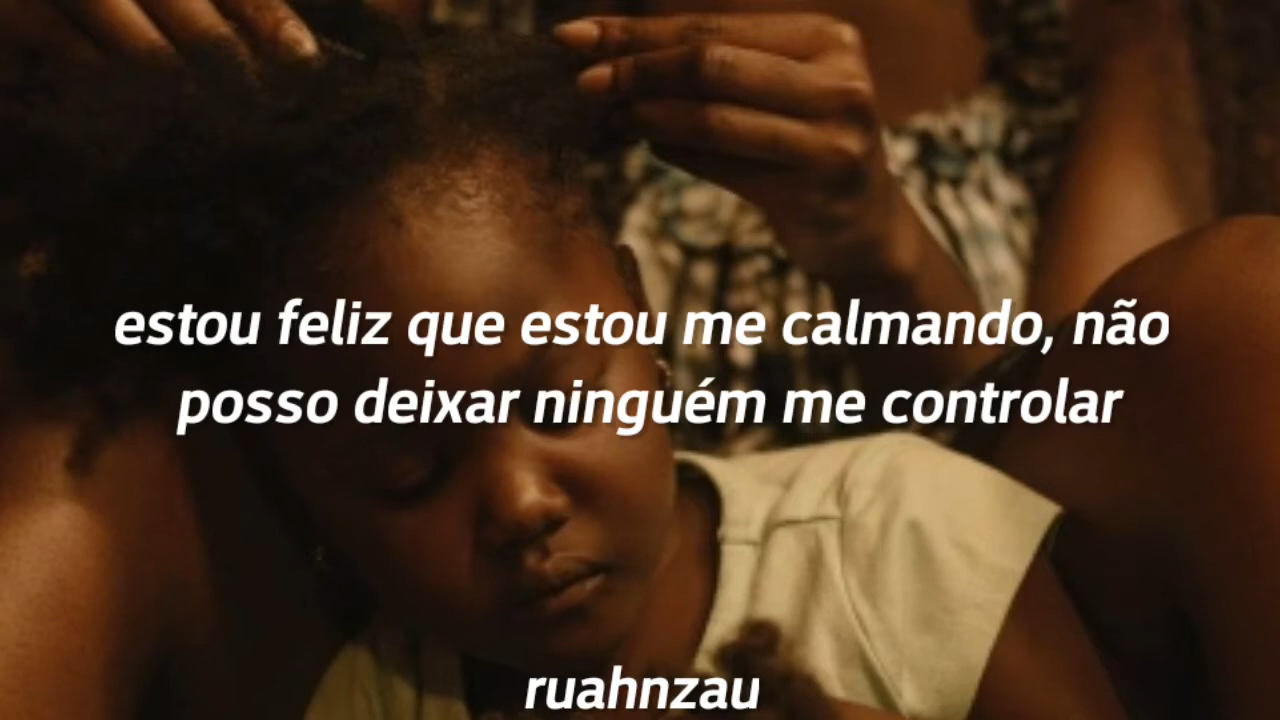 estou feliz que estou me calmando, não
posso deixar ninguém me controlar
ruahnzau